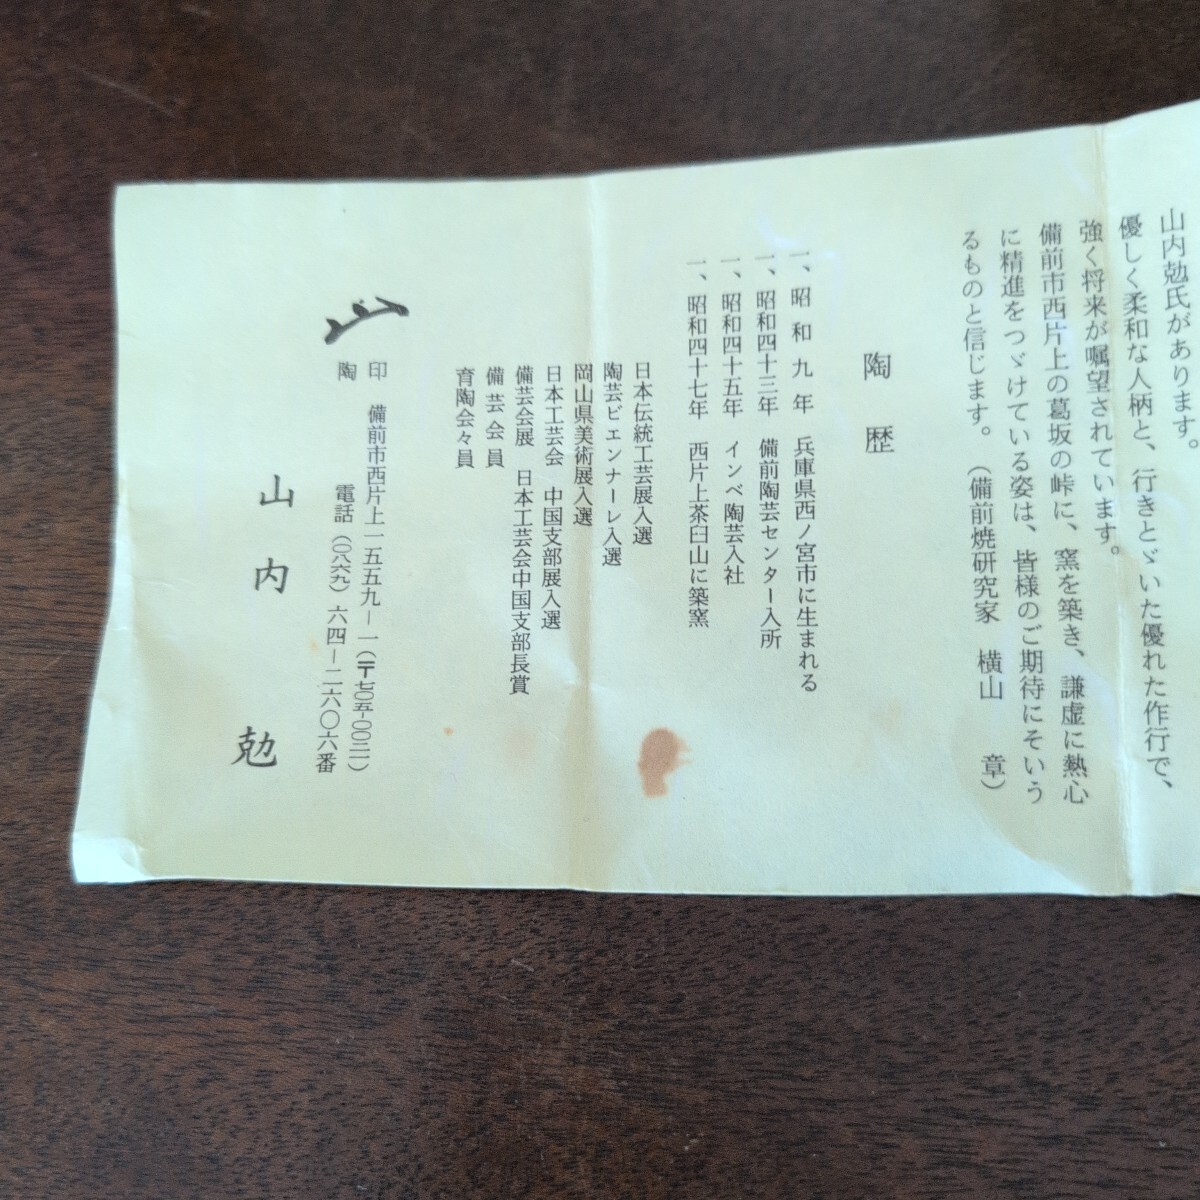 山内勉氏があります。
優しく柔和な人柄と、行きとゞいた優れた作行で、
強く将来が嘱望されています。
備前市西片上の葛坂の峠に、窯を築き、謙虚に熱心
に精進をつゞけている姿は、皆様のご期待にそいう
るものと信じます。（備前焼研究家　横山　章）
陶歴
一、昭和九年　兵庫県西ノ宮市に生まれる
一、昭和四十三年　備前陶芸センター入所
一、昭和四十五年　インベ陶芸入社
一、昭和四十七年　西片上茶臼山に築窯
日本伝統工芸展入選
陶芸ビエンナーレ入選
岡山県美術展入選
日本工芸会　中国支部展入選
備芸会展　日本工芸会中国支部長賞
備芸会員
育陶会々員
陶印
備前市西片上一五五九ー一（〒七〇五-〇〇二一）
電話（〇八六九）六四ー二六〇六番
山内勉